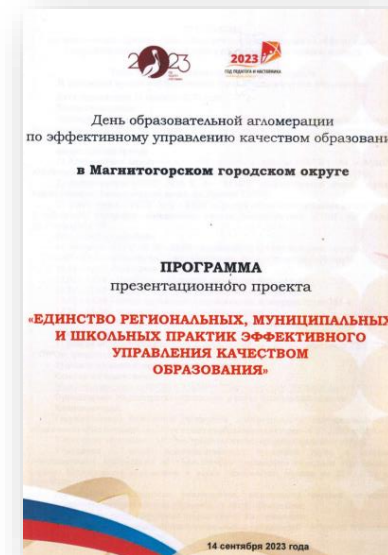 2023
2023
ГОД ПЕДАГОГА И НАСТАВНИКА
День образовательной агломерации
по эффективному управлению качеством образовани
в Магнитогорском городском округе
ПРОГРАММА
презентационного проекта
«ЕДИНСТВО РЕГИОНАЛЬНЫХ, МУНИЦИПАЛЬНЫХ
И ШКОЛЬНЫХ ПРАКТИК ЭФФЕКТИВНОГО
УПРАВЛЕНИЯ КАЧЕСТВОМ
ОБРАЗОВАНИЯ»
14 сентября 2023 года